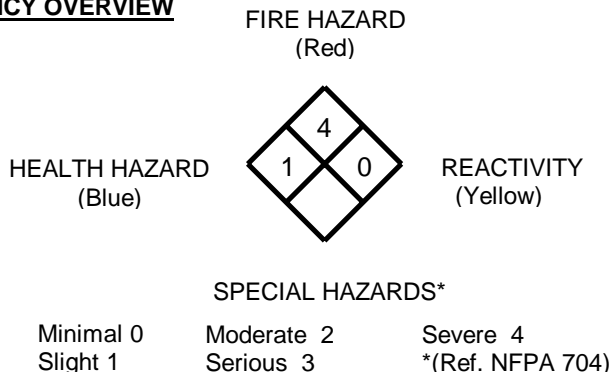 NCY OVERVIEW
FIRE HAZARD
(Red)
4
HEALTH HAZARD
(Blue)
1
0
REACTIVITY
(Yellow)
SPECIAL HAZARDS*
Minimal 0 Moderate 2 Severe 4
Slight 1 Serious 3 *(Ref. NFPA 704)